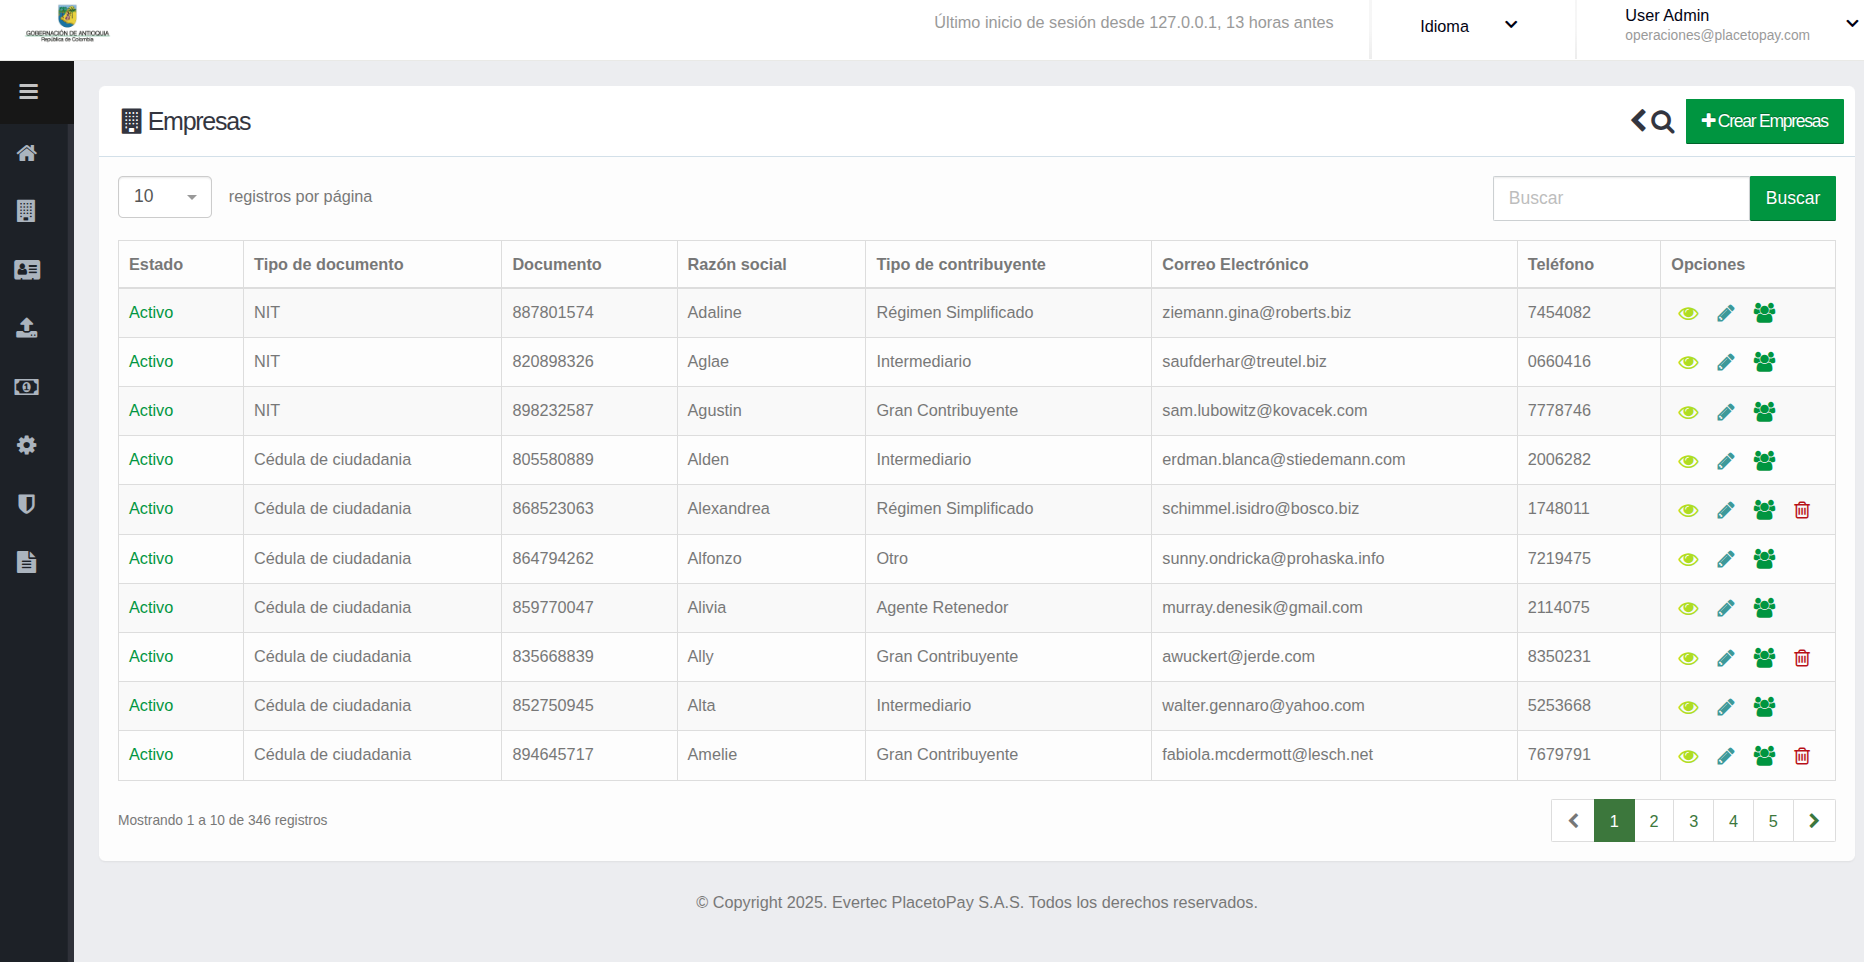 GOBERNACIÓN DE ANTIOQUIA
República de Colombia
Último inicio de sesión desde 127.0.0.1, 13 horas antes
Idioma
User Admin
operaciones@placetopay.com
Empresas
Crear Empresas
10 registros por página
Buscar Buscar
Estado Tipo de documento Documento Razón social Tipo de contribuyente Correo Electrónico Teléfono Opciones
Activo NIT 887801574 Adaline Régimen Simplificado ziemann.gina@roberts.biz 7454082
Activo NIT 820898326 Aglae Intermediario saufderhar@treutel.biz 0660416
Activo NIT 898232587 Agustin Gran Contribuyente sam.lubowitz@kovacek.com 7778746
Activo Cédula de ciudadania 805580889 Alden Intermediario erdman.blanca@stiedemann.com 2006282
Activo Cédula de ciudadania 868523063 Alexandrea Régimen Simplificado schimmel.isidro@bosco.biz 1748011
Activo Cédula de ciudadania 864794262 Alfonzo Otro sunny.ondricka@prohaska.info 7219475
Activo Cédula de ciudadania 859770047 Alivia Agente Retenedor murray.denesik@gmail.com 2114075
Activo Cédula de ciudadania 835668839 Ally Gran Contribuyente awuckert@jerde.com 8350231
Activo Cédula de ciudadania 852750945 Alta Intermediario walter.gennaro@yahoo.com 5253668
Activo Cédula de ciudadania 894645717 Amelie Gran Contribuyente fabiola.mcdermott@lesch.net 7679791
Mostrando 1 a 10 de 346 registros
1 2 3 4 5
© Copyright 2025. Evertec PlacetoPay S.A.S. Todos los derechos reservados.